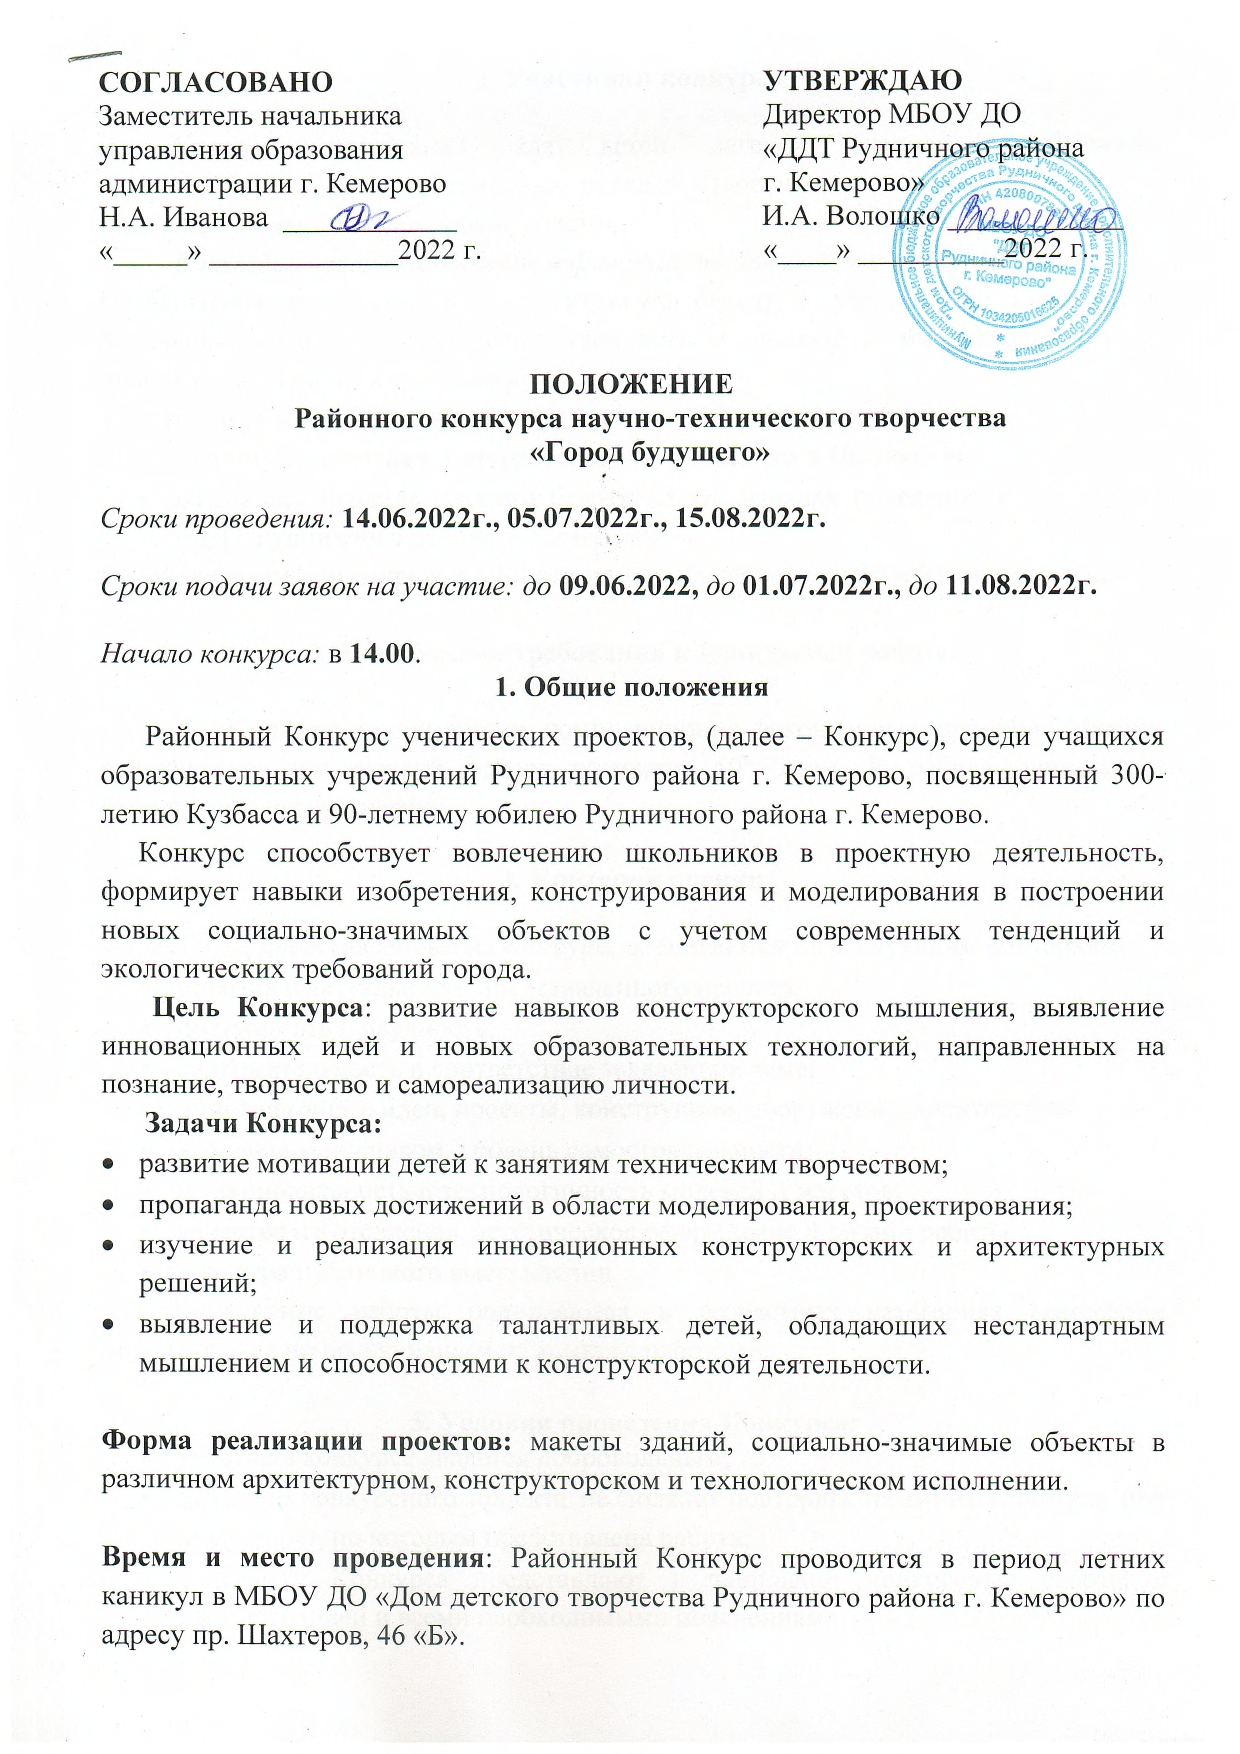 СОГЛАСОВАНО
Заместитель начальника
управления образования
администрации г. Кемерово
Н.А. Иванова ____________
«_____» _____________2022 г.
УТВЕРЖДАЮ
Директор МБОУ ДО
«ДДТ Рудничного района
г. Кемерово»
И.А. Волошко ____________
«____» __________2022 г.
"ДДТ
Рудничного района
г. Кемерово"
ОГРН 1034205016625
ПОЛОЖЕНИЕ
Районного конкурса научно-технического творчества
«Город будущего»
Сроки проведения: 14.06.2022г., 05.07.2022г., 15.08.2022г.
Сроки подачи заявок на участие: до 09.06.2022, до 01.07.2022г., до 11.08.2022г.
Начало конкурса: в 14.00.
1. Общие положения
Районный Конкурс ученических проектов, (далее – Конкурс), среди учащихся
образовательных учреждений Рудничного района г. Кемерово, посвященный 300-
летию Кузбасса и 90-летнему юбилею Рудничного района г. Кемерово.
Конкурс способствует вовлечению школьников в проектную деятельность,
формирует навыки изобретения, конструирования и моделирования в построении
новых социально-значимых объектов с учетом современных тенденций и
экологических требований города.
Цель Конкурса: развитие навыков конструкторского мышления, выявление
инновационных идей и новых образовательных технологий, направленных на
познание, творчество и самореализацию личности.
Задачи Конкурса:
• развитие мотивации детей к занятиям техническим творчеством;
• пропаганда новых достижений в области моделирования, проектирования;
• изучение и реализация инновационных конструкторских и архитектурных
решений;
• выявление и поддержка талантливых детей, обладающих нестандартным
мышлением и способностями к конструкторской деятельности.
Форма реализации проектов: макеты зданий, социально-значимые объекты в
различном архитектурном, конструкторском и технологическом исполнении.
Время и место проведения: Районный Конкурс проводится в период летних
каникул в МБОУ ДО «Дом детского творчества Рудничного района г. Кемерово» по
адресу пр. Шахтеров, 46 «Б».